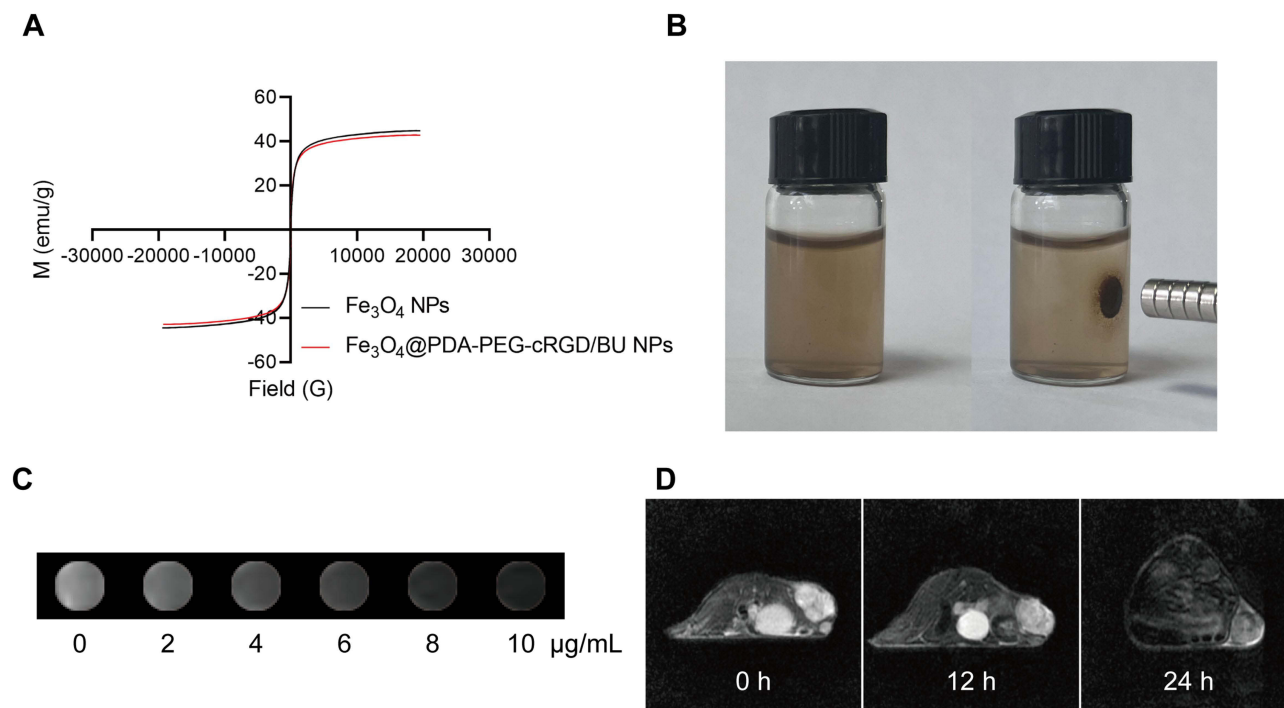 A
B
60
40
20
M (emu/g)
-30000 -20000 -10000 10000 20000 30000
-20
-40
-60
Fe₃O₄ NPs
Fe₃O₄@PDA-PEG-cRGD/BU NPs
Field (G)
C
0 2 4 6 8 10 µg/mL
D
0 h 12 h 24 h